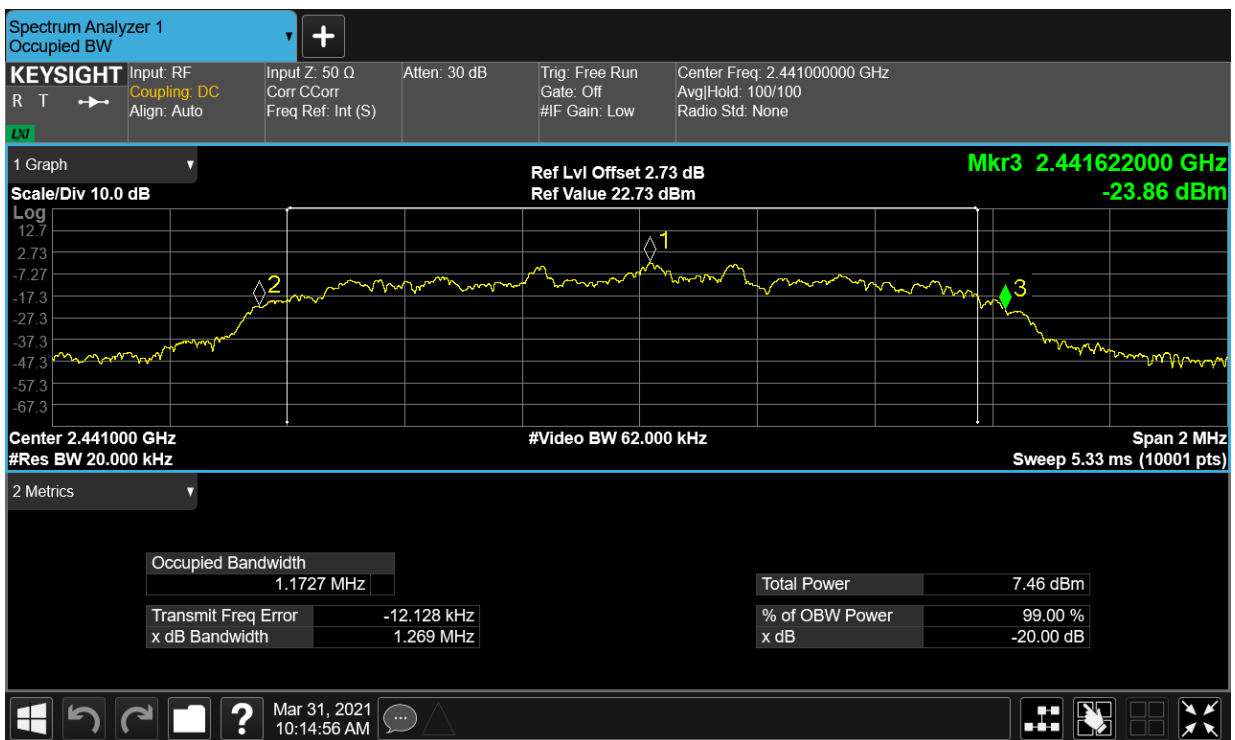 Spectrum Analyzer 1
Occupied BW
▼
+
KEYSIGHT Input: RF Input Z: 50 Ω Atten: 30 dB Trig: Free Run Center Freq: 2.441000000 GHz
R T Coupling: DC Corr CCorr Gate: Off Avg|Hold: 100/100
Align: Auto Freq Ref: Int (S) #IF Gain: Low Radio Std: None
LXI
1 Graph ▼ Ref Lvl Offset 2.73 dB Mkr3 2.441622000 GHz
Scale/Div 10.0 dB Ref Value 22.73 dBm -23.86 dBm
Log
12.7
1
2.73
-7.27
2
3
-17.3
-27.3
-37.3
-47.3
-57.3
-67.3
Center 2.441000 GHz #Video BW 62.000 kHz Span 2 MHz
#Res BW 20.000 kHz Sweep 5.33 ms (10001 pts)
2 Metrics ▼
Occupied Bandwidth
1.1727 MHz Total Power 7.46 dBm
Transmit Freq Error -12.128 kHz % of OBW Power 99.00 %
x dB Bandwidth 1.269 MHz x dB -20.00 dB
? Mar 31, 2021
10:14:56 AM